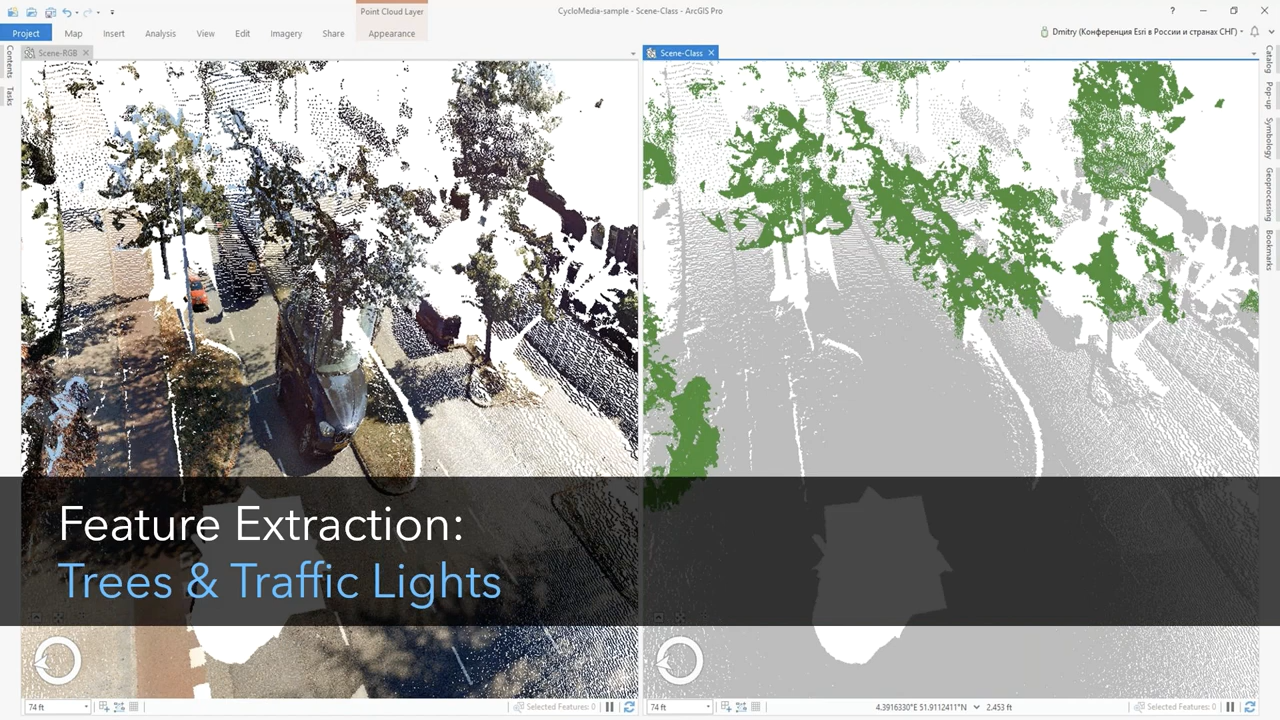 Point Cloud Layer
CycloMedia-sample - Scene-Class - ArcGIS Pro
?
Project
Map
Insert
Analysis
View
Edit
Imagery
Share
Appearance
Dmitry (Конференция Esri в России и странах СНГ)
Contents
Tasks
Scene-RGB
Scene-Class
Catalog
Pop-up
Symbology
Geoprocessing
Bookmarks
Feature Extraction:
Trees & Traffic Lights
74 ft
Selected Features: 0
74 ft
4.3916330°E 51.9112411°N
2.453 ft
Selected Features: 0